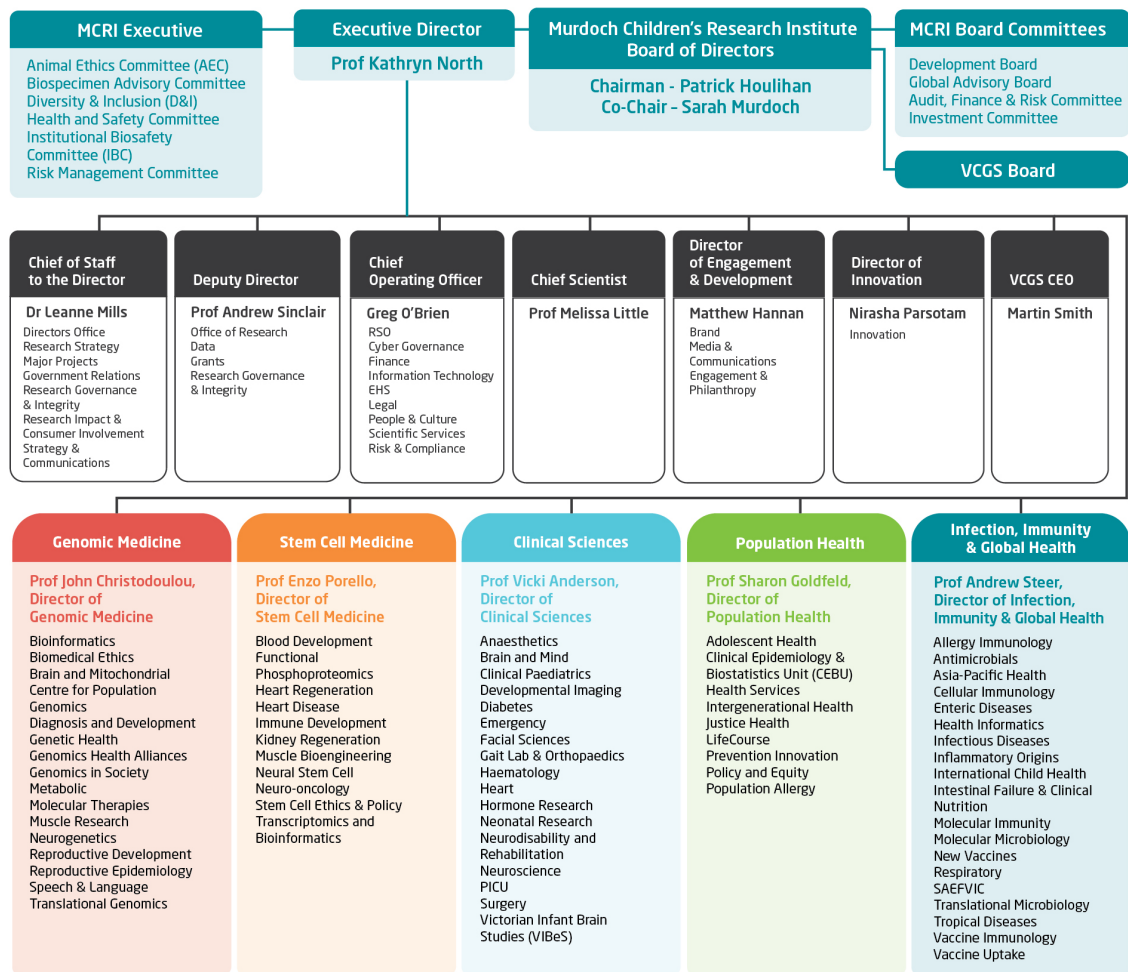 MCRI Executive
Animal Ethics Committee (AEC)
Biospecimen Advisory Committee
Diversity & Inclusion (D&I)
Health and Safety Committee
Institutional Biosafety
Committee (IBC)
Risk Management Committee
Executive Director
Prof Kathryn North
Murdoch Children's Research Institute
Board of Directors
Chairman - Patrick Houlihan
Co-Chair – Sarah Murdoch
MCRI Board Committees
Development Board
Global Advisory Board
Audit, Finance & Risk Committee
Investment Committee
VCGS Board
Chief of Staff
to the Director
Dr Leanne Mills
Directors Office
Research Strategy
Major Projects
Government Relations
Research Governance
& Integrity
Research Impact &
Consumer Involvement
Strategy &
Communications
Deputy Director
Prof Andrew Sinclair
Office of Research
Data
Grants
Research Governance
& Integrity
Chief
Operating Officer
Greg O'Brien
RSO
Cyber Governance
Finance
Information Technology
EHS
Legal
People & Culture
Scientific Services
Risk & Compliance
Chief Scientist
Prof Melissa Little
Director
of Engagement
& Development
Matthew Hannan
Brand
Media &
Communications
Engagement &
Philanthropy
Director of
Innovation
Nirasha Parsotam
Innovation
VCGS CEO
Martin Smith
Genomic Medicine
Prof John Christodoulou,
Director of
Genomic Medicine
Bioinformatics
Biomedical Ethics
Brain and Mitochondrial
Centre for Population
Genomics
Diagnosis and Development
Genetic Health
Genomics Health Alliances
Genomics in Society
Metabolic
Molecular Therapies
Muscle Research
Neurogenetics
Reproductive Development
Reproductive Epidemiology
Speech & Language
Translational Genomics
Stem Cell Medicine
Prof Enzo Porello,
Director of
Stem Cell Medicine
Blood Development
Functional
Phosphoproteomics
Heart Regeneration
Heart Disease
Immune Development
Kidney Regeneration
Muscle Bioengineering
Neural Stem Cell
Neuro-oncology
Stem Cell Ethics & Policy
Transcriptomics and
Bioinformatics
Clinical Sciences
Prof Vicki Anderson,
Director of
Clinical Sciences
Anaesthetics
Brain and Mind
Clinical Paediatrics
Developmental Imaging
Diabetes
Emergency
Facial Sciences
Gait Lab & Orthopaedics
Haematology
Heart
Hormone Research
Neonatal Research
Neurodisability and
Rehabilitation
Neuroscience
PICU
Surgery
Victorian Infant Brain
Studies (VIBeS)
Population Health
Prof Sharon Goldfeld,
Director of
Population Health
Adolescent Health
Clinical Epidemiology &
Biostatistics Unit (CEBU)
Health Services
Intergenerational Health
Justice Health
LifeCourse
Prevention Innovation
Policy and Equity
Population Allergy
Infection, Immunity
& Global Health
Prof Andrew Steer,
Director of Infection,
Immunity & Global Health
Allergy Immunology
Antimicrobials
Asia-Pacific Health
Cellular Immunology
Enteric Diseases
Health Informatics
Infectious Diseases
Inflammatory Origins
International Child Health
Intestinal Failure & Clinical
Nutrition
Molecular Immunity
Molecular Microbiology
New Vaccines
Respiratory
SAEFVIC
Translational Microbiology
Tropical Diseases
Vaccine Immunology
Vaccine Uptake